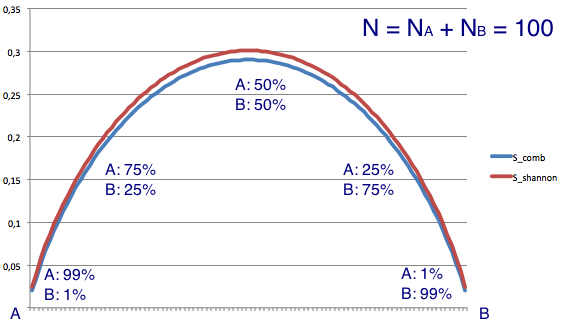 0,35
N = NA + NB = 100
0,3
A: 50%
B: 50%
0,25
0,2
A: 75%
B: 25%
A: 25%
B: 75%
S_comb
S_shannon
0,15
0,1
0,05
A: 99%
B: 1%
A: 1%
B: 99%
A
B